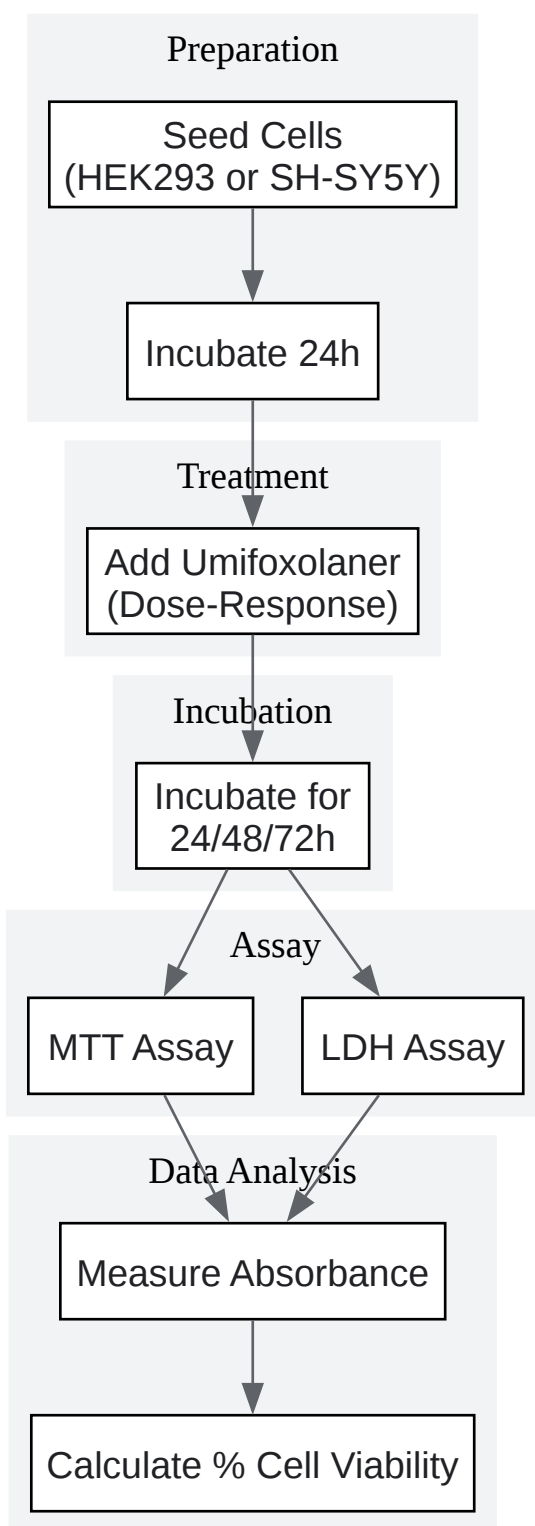 Preparation
Seed Cells
(HEK293 or SH-SY5Y)
Incubate 24h
Treatment
Add Umifoxolaner
(Dose-Response)
Incubation
Incubate for
24/48/72h
Assay
MTT Assay
LDH Assay
Data Analysis
Measure Absorbance
Calculate % Cell Viability